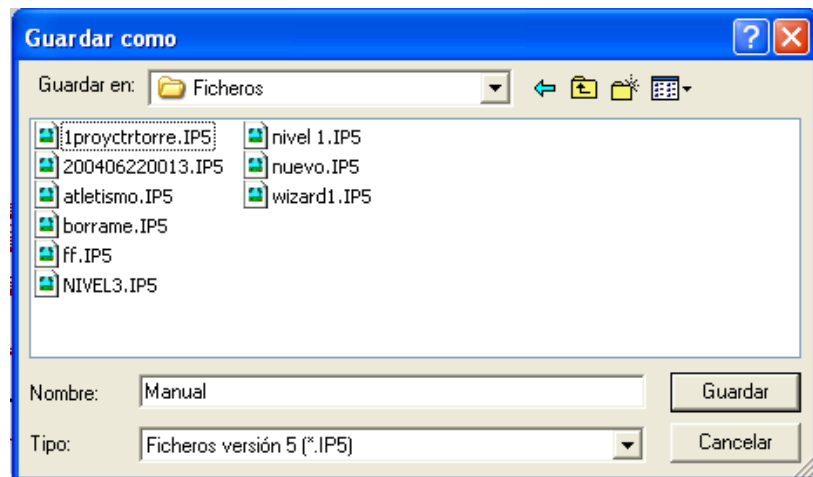 Guardar como
Guardar en: Ficheros
1proyctrtorre.IP5
200406220013.IP5
atletismo.IP5
borrame.IP5
ff.IP5
NIVEL3.IP5
nivel 1.IP5
nuevo.IP5
wizard1.IP5
Nombre: Manual Guardar
Tipo: Ficheros versión 5 (*.IP5) Cancelar